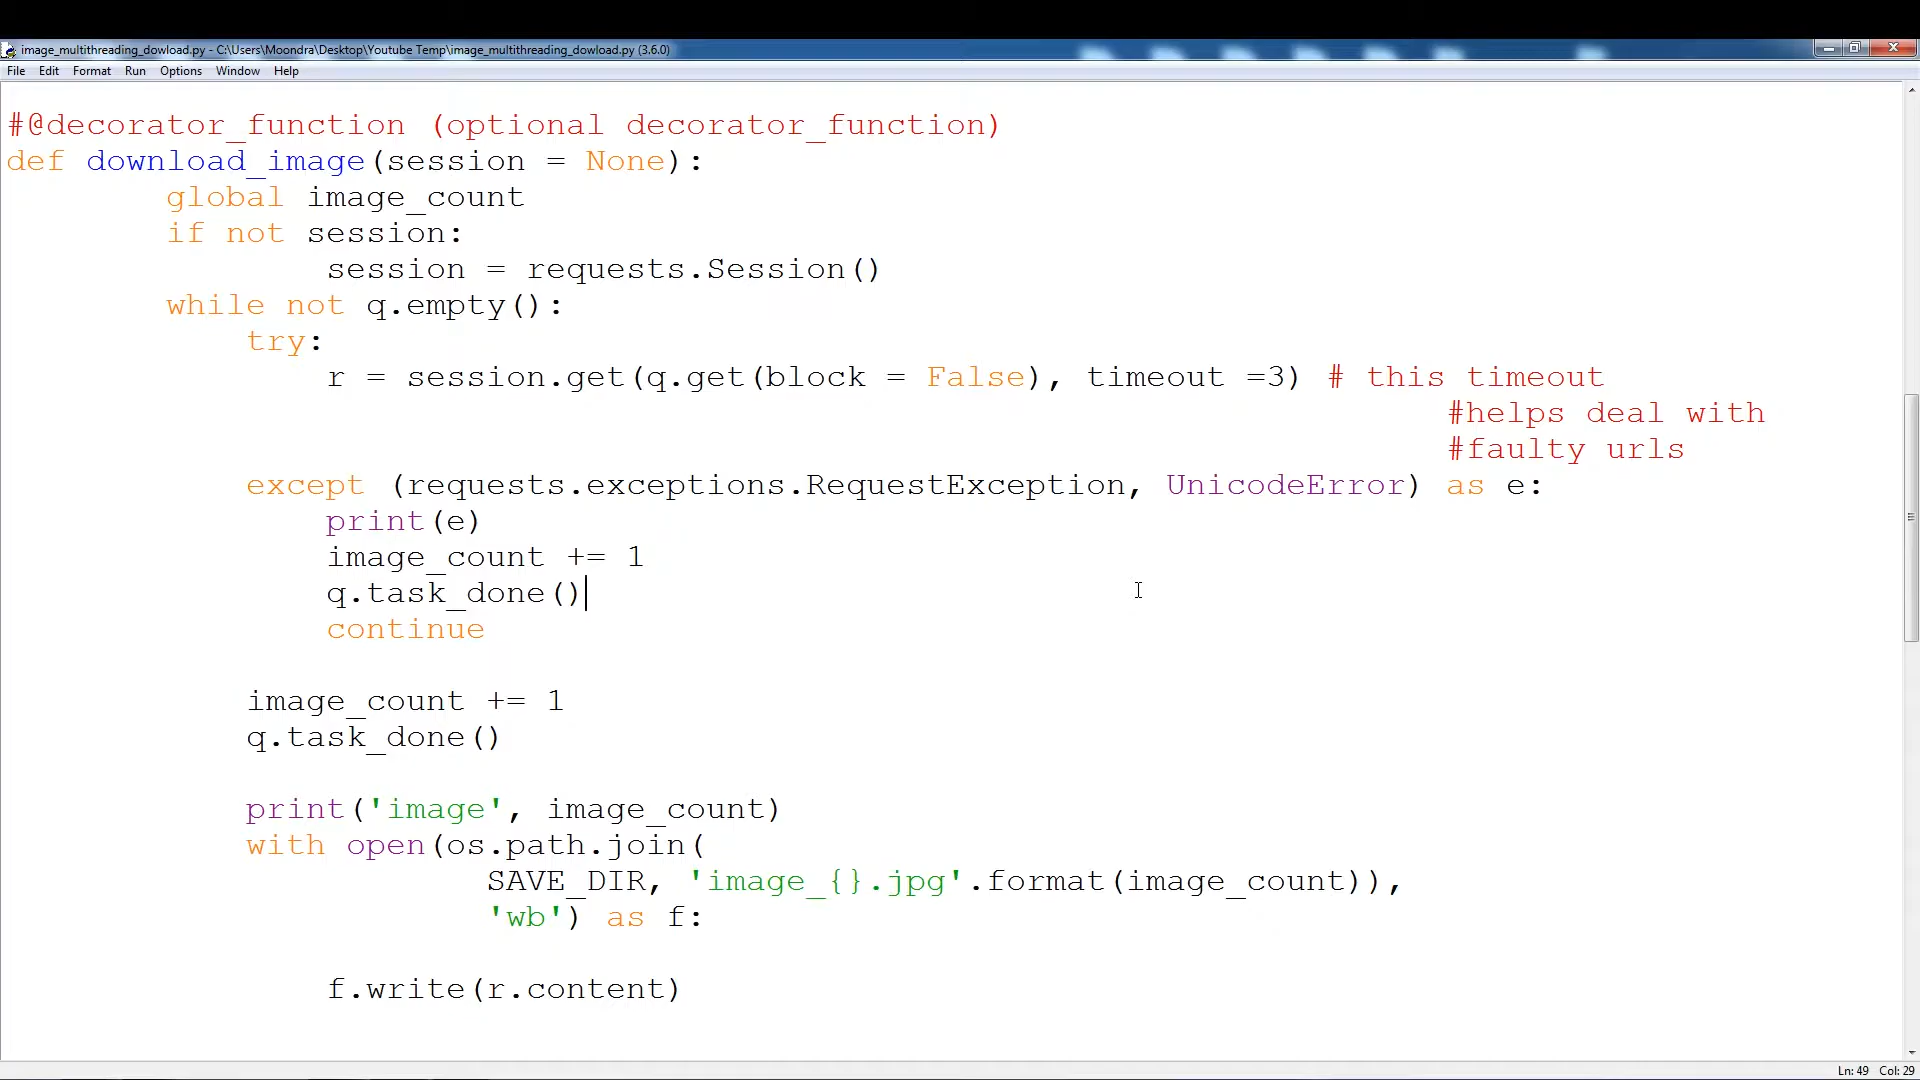 image_multithreading_dowload.py - C:\Users\Moondra\Desktop\Youtube Temp\image_multithreading_dowload.py (3.6.0)
File Edit Format Run Options Window Help
#@decorator_function (optional decorator_function)
def download_image(session = None):
        global image_count
        if not session:
                session = requests.Session()
        while not q.empty():
            try:
                r = session.get(q.get(block = False), timeout =3) # this timeout
                                                                        #helps deal with
                                                                        #faulty urls
            except (requests.exceptions.RequestException, UnicodeError) as e:
                print(e)
                image_count += 1
                q.task_done()
                continue
            image_count += 1
            q.task_done()
            print('image', image_count)
            with open(os.path.join(
                        SAVE_DIR, 'image_{}.jpg'.format(image_count)),
                        'wb') as f:
                f.write(r.content)
Ln: 49 Col: 29